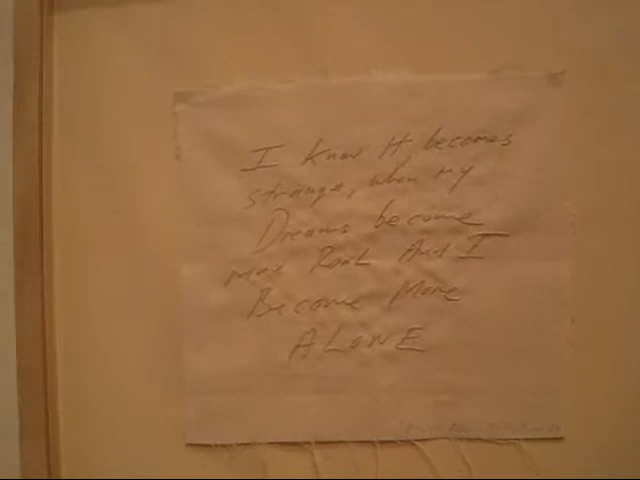 I know It becomes
strange, when my
Dreams become
More Real And I
Become More
ALONE